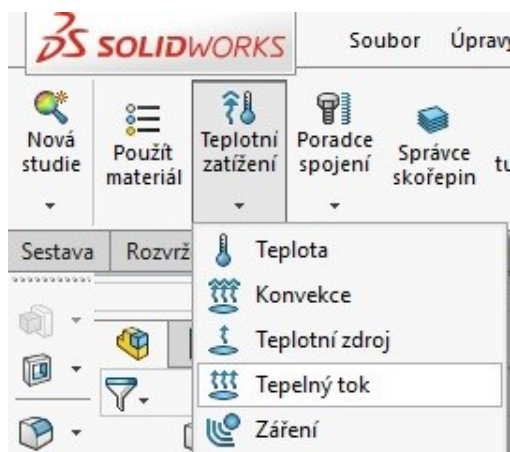 SOLIDWORKS
Soubor Úpravy
Nová
studie
Použít
materiál
Teplotní
zatížení
Poradce
spojení
Správce
skořepin
Sestava
Teplota
Konvekce
Teplotní zdroj
Tepelný tok
Záření